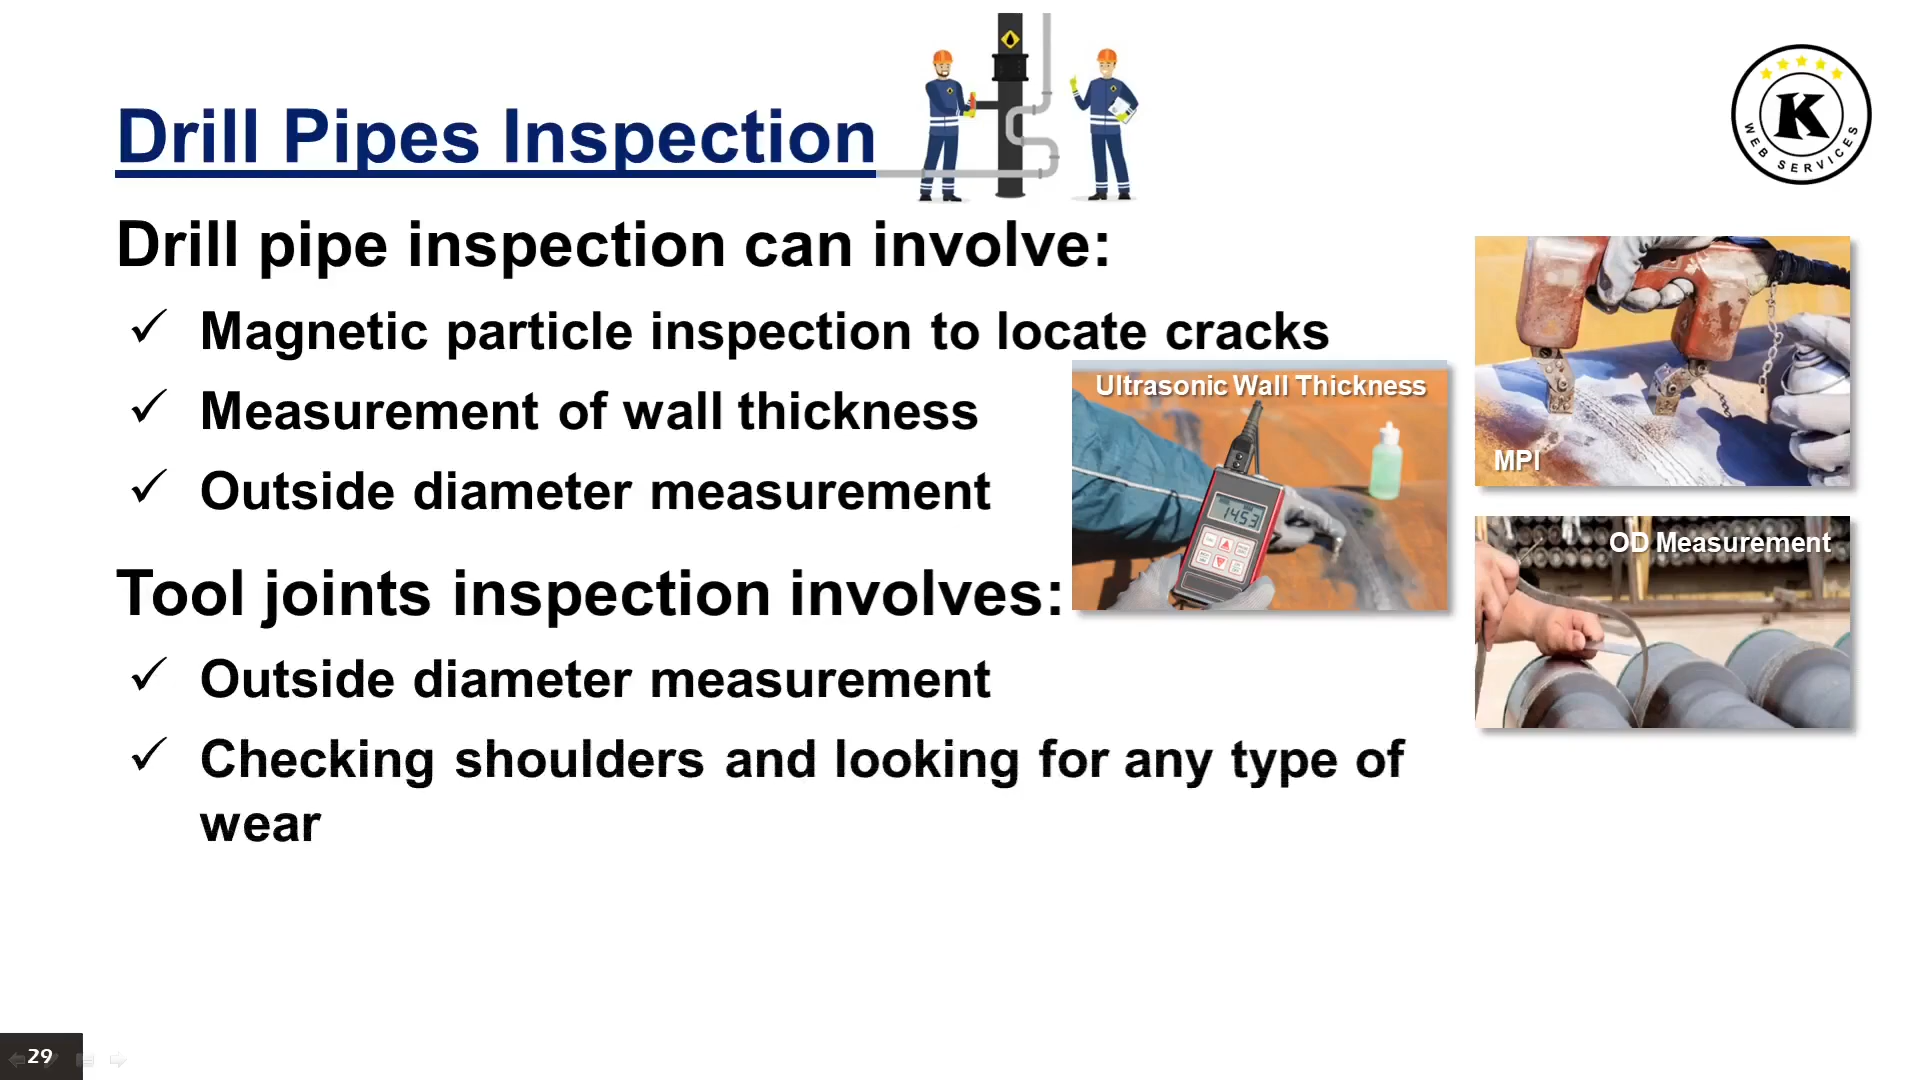 Drill Pipes Inspection
K
WEB SERVICES
Drill pipe inspection can involve:
✓ Magnetic particle inspection to locate cracks
✓ Measurement of wall thickness
✓ Outside diameter measurement
Ultrasonic Wall Thickness
14.53
MPI
OD Measurement
Tool joints inspection involves:
✓ Outside diameter measurement
✓ Checking shoulders and looking for any type of
wear
29